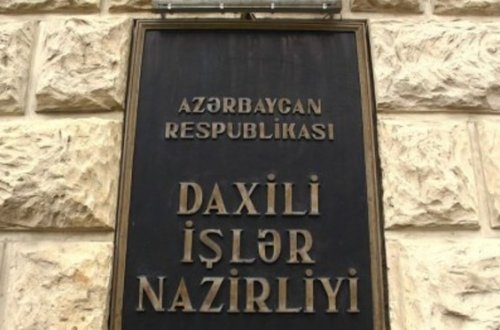 AZƏRBAYCAN
RESPUBLİKASI
DAXİLİ
İŞLƏR
NAZİRLİYİ